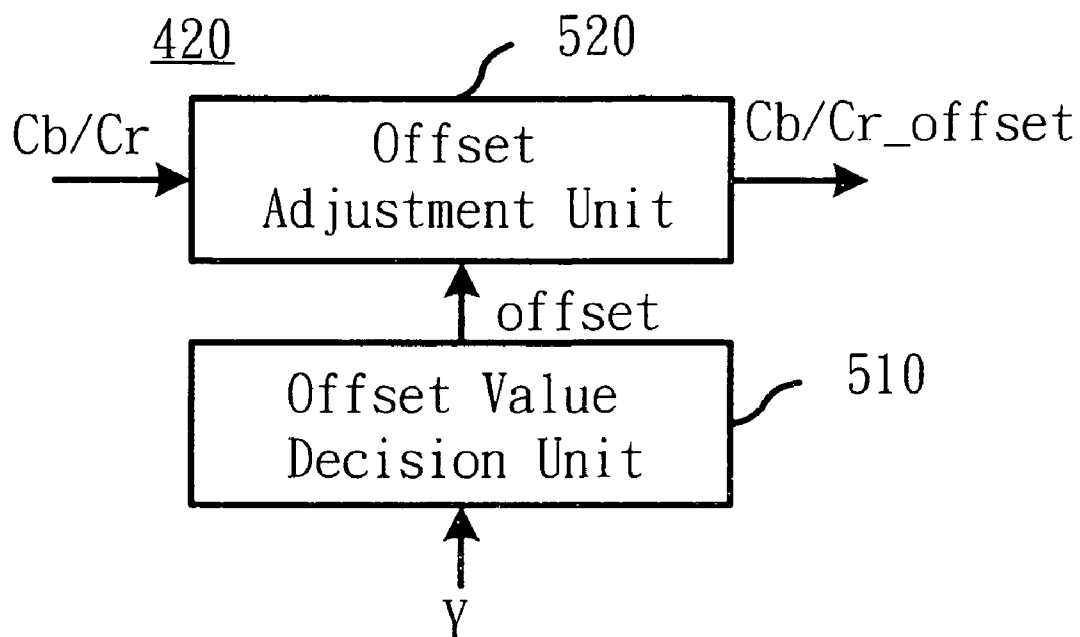 420
520
Cb/Cr
Offset
Adjustment Unit
Cb/Cr_offset
offset
Offset Value
Decision Unit
510
Y